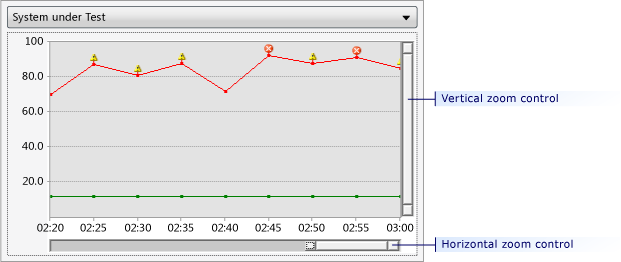 System under Test
100
80.0
60.0
40.0
20.0
02:20 02:25 02:30 02:35 02:40 02:45 02:50 02:55 03:00
Vertical zoom control
Horizontal zoom control